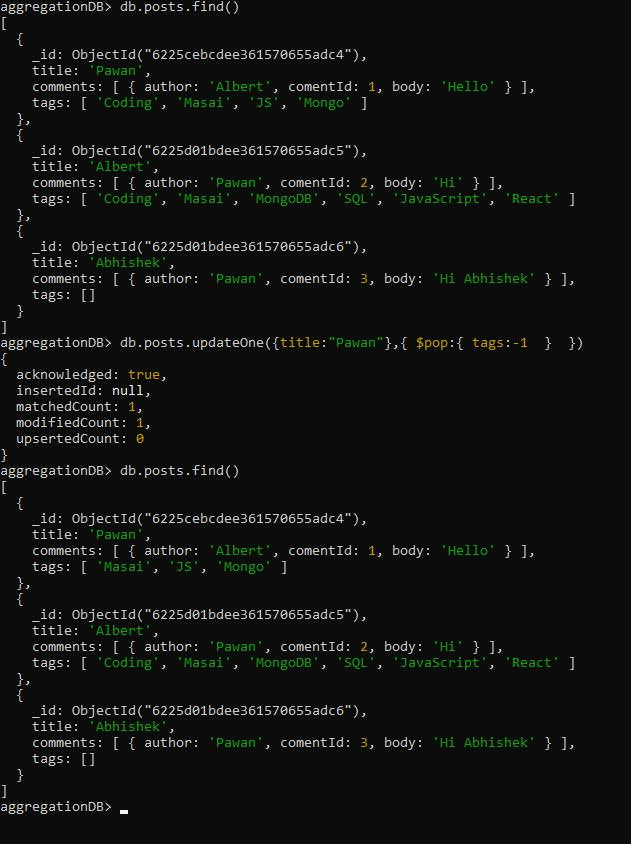 aggregationDB> db.posts.find()
[
  {
    _id: ObjectId("6225cebcdee361570655adc4"),
    title: 'Pawan',
    comments: [ { author: 'Albert', comentId: 1, body: 'Hello' } ],
    tags: [ 'Coding', 'Masai', 'JS', 'Mongo' ]
  },
  {
    _id: ObjectId("6225d01bdee361570655adc5"),
    title: 'Albert',
    comments: [ { author: 'Pawan', comentId: 2, body: 'Hi' } ],
    tags: [ 'Coding', 'Masai', 'MongoDB', 'SQL', 'JavaScript', 'React' ]
  },
  {
    _id: ObjectId("6225d01bdee361570655adc6"),
    title: 'Abhishek',
    comments: [ { author: 'Pawan', comentId: 3, body: 'Hi Abhishek' } ],
    tags: []
  }
]
aggregationDB> db.posts.updateOne({title:"Pawan"},{ $pop:{ tags:-1  }  })
{
  acknowledged: true,
  insertedId: null,
  matchedCount: 1,
  modifiedCount: 1,
  upsertedCount: 0
}
aggregationDB> db.posts.find()
[
  {
    _id: ObjectId("6225cebcdee361570655adc4"),
    title: 'Pawan',
    comments: [ { author: 'Albert', comentId: 1, body: 'Hello' } ],
    tags: [ 'Masai', 'JS', 'Mongo' ]
  },
  {
    _id: ObjectId("6225d01bdee361570655adc5"),
    title: 'Albert',
    comments: [ { author: 'Pawan', comentId: 2, body: 'Hi' } ],
    tags: [ 'Coding', 'Masai', 'MongoDB', 'SQL', 'JavaScript', 'React' ]
  },
  {
    _id: ObjectId("6225d01bdee361570655adc6"),
    title: 'Abhishek',
    comments: [ { author: 'Pawan', comentId: 3, body: 'Hi Abhishek' } ],
    tags: []
  }
]
aggregationDB>